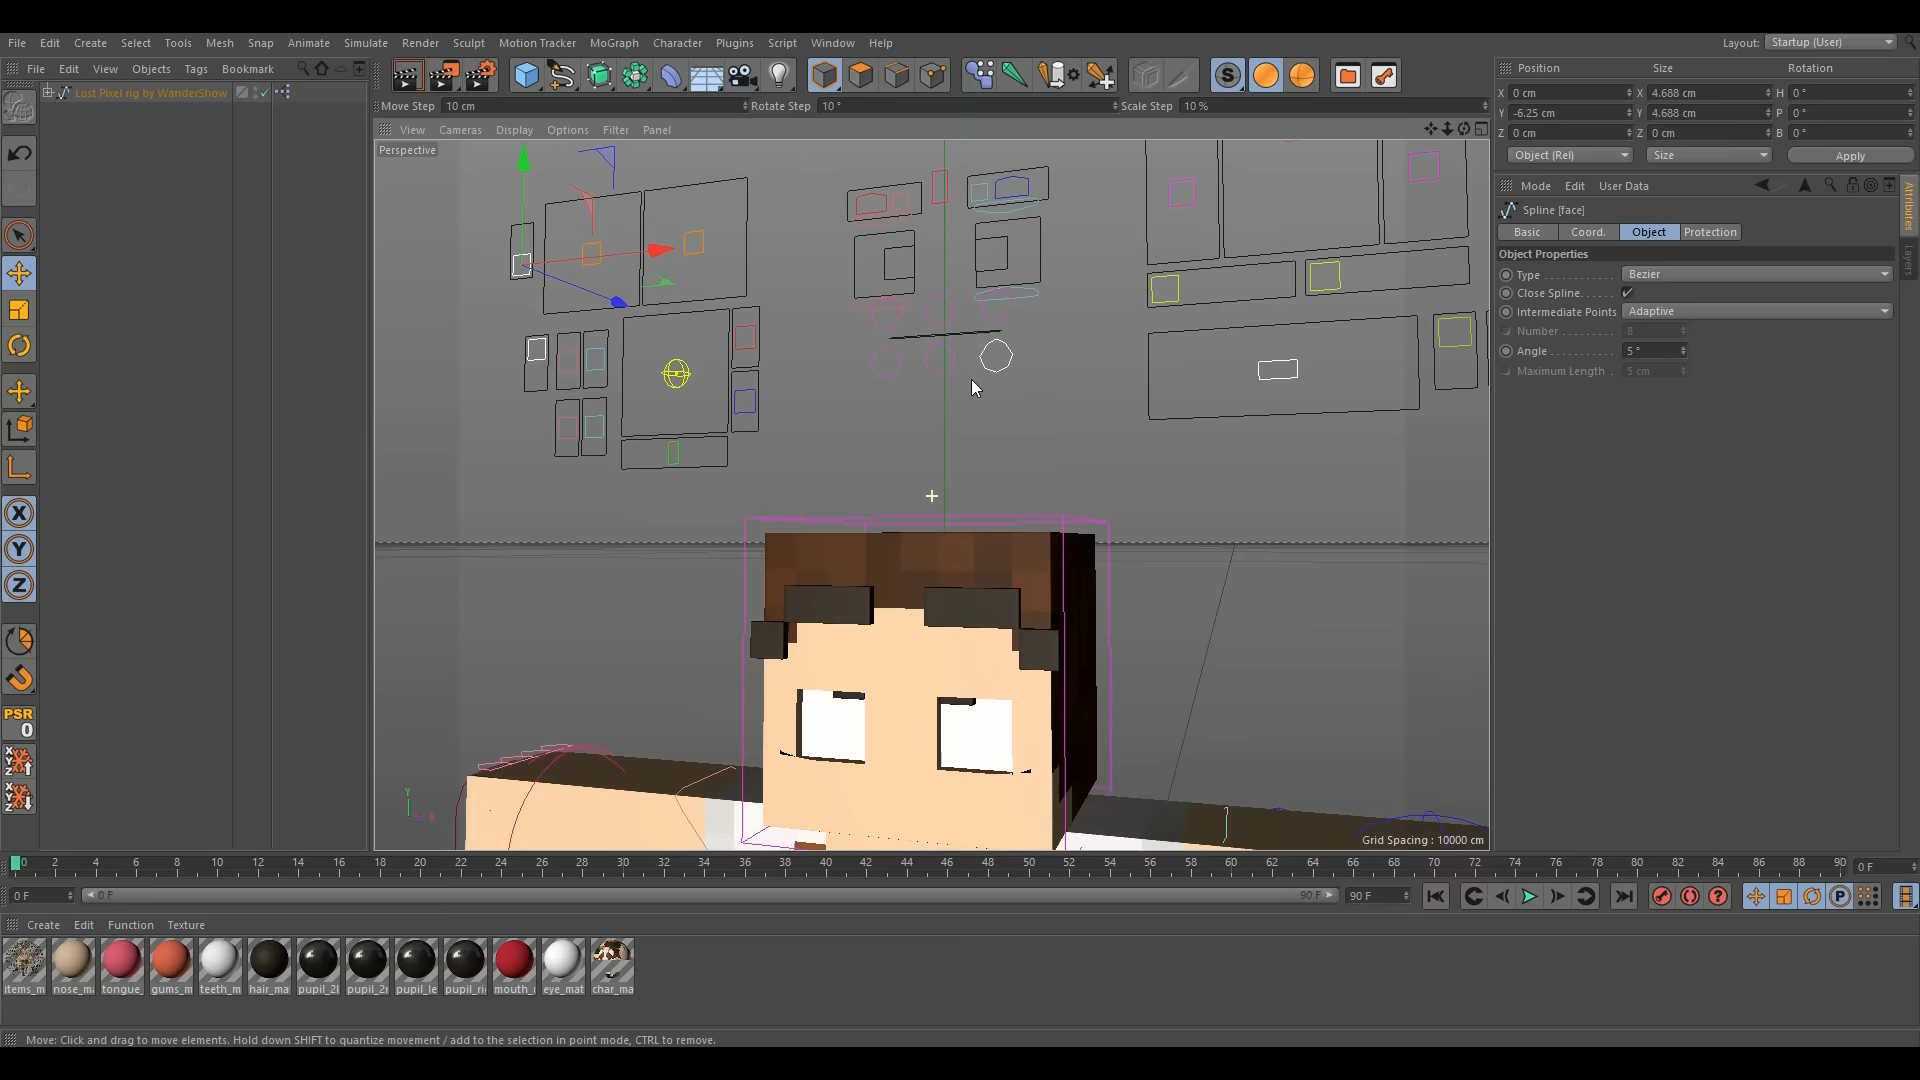 File Edit Create Select Tools Mesh Snap Animate Simulate Render Sculpt Motion Tracker MoGraph Character Plugins Script Window Help
Layout: Startup (User)
File Edit View Objects Tags Bookmark
Lost Pixel rig by WanderShow
Move Step 10 cm Rotate Step 10 ° Scale Step 10 %
View Cameras Display Options Filter Panel
Perspective
Position Size Rotation
X 0 cm X 4.688 cm H 0 °
Y -6.25 cm Y 4.688 cm P 0 °
Z 0 cm Z 0 cm B 0 °
Object (Rel) Size Apply
Mode Edit User Data
Spline [face]
Basic Coord. Object Protection
Object Properties
Type Bezier
Close Spline
Intermediate Points Adaptive
Number 8
Angle 5 °
Maximum Length 5 cm
Attributes
Layers
S
X
Y
Z
PSR
0
XYZ
XYZ
Y
Grid Spacing : 10000 cm
0 2 4 6 8 10 12 14 16 18 20 22 24 26 28 30 32 34 36 38 40 42 44 46 48 50 52 54 56 58 60 62 64 66 68 70 72 74 76 78 80 82 84 86 88 90 0 F
0 F 0 F 90 F 90 F
P
Create Edit Function Texture
items_m nose_m tongue_ gums_m teeth_m hair_ma pupil_2l pupil_2r pupil_le pupil_ri mouth_ eye_mat char_ma
Move: Click and drag to move elements. Hold down SHIFT to quantize movement / add to the selection in point mode, CTRL to remove.